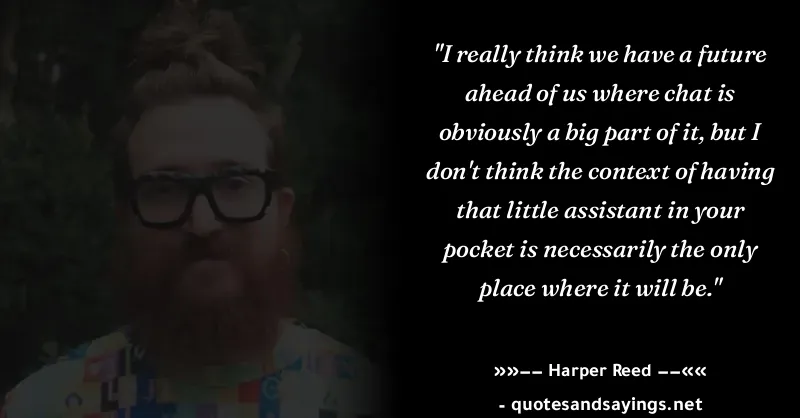 "I really think we have a future
ahead of us where chat is
obviously a big part of it, but I
don't think the context of having
that little assistant in your
pocket is necessarily the only
place where it will be."
»»−− Harper Reed −−««
- quotesandsayings.net